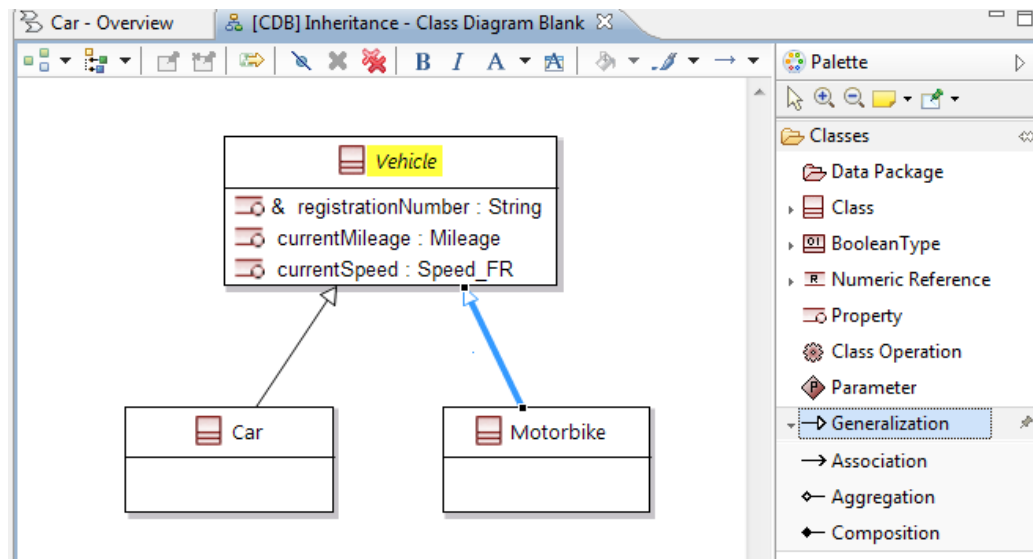 Car - Overview
[CDB] Inheritance - Class Diagram Blank
B I A A
Palette
Classes
Data Package
Class
01 BooleanType
R Numeric Reference
Property
Class Operation
P Parameter
Generalization
Association
Aggregation
Composition
Vehicle
& registrationNumber : String
currentMileage : Mileage
currentSpeed : Speed_FR
Car
Motorbike